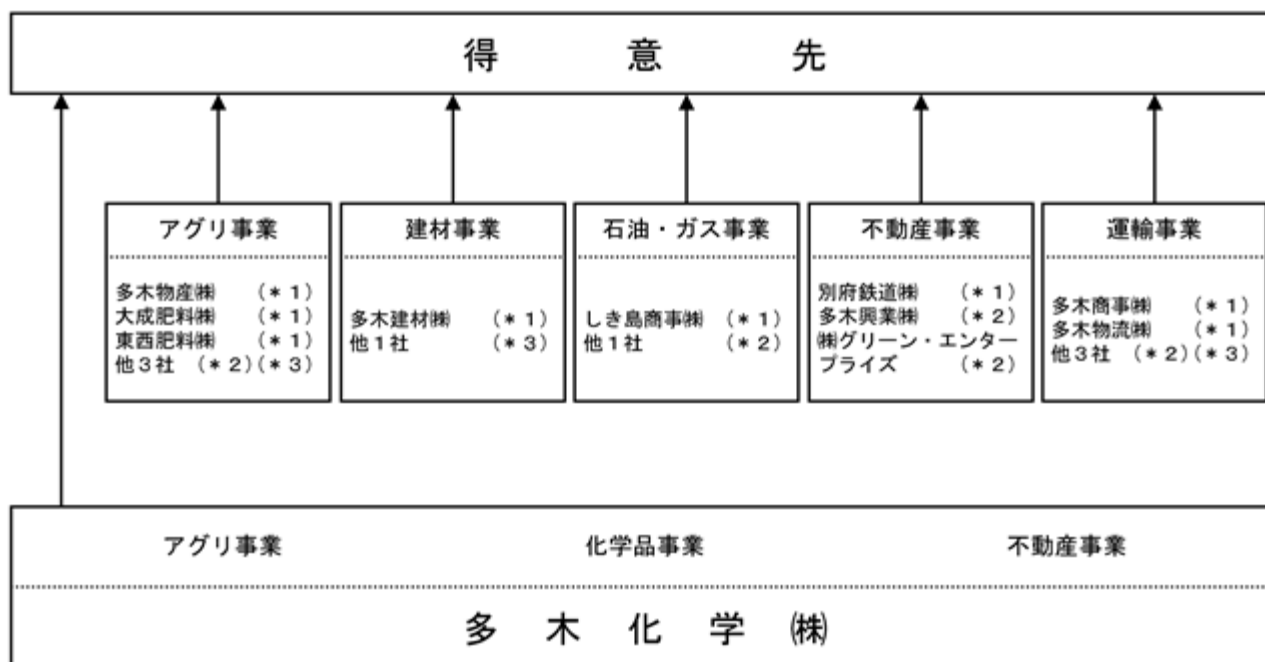 得意先
アグリ事業
多木物産㈱ (*1)
大成肥料㈱ (*1)
東西肥料㈱ (*1)
他3社 (*2)(*3)
建材事業
多木建材㈱ (*1)
他1社 (*3)
石油・ガス事業
しき島商事㈱ (*1)
他1社 (*2)
不動産事業
別府鉄道㈱ (*1)
多木興業㈱ (*2)
㈱グリーン・エンター
プライズ (*2)
運輸事業
多木商事㈱ (*1)
多木物流㈱ (*1)
他3社 (*2)(*3)
アグリ事業 化学品事業 不動産事業
多木化学㈱